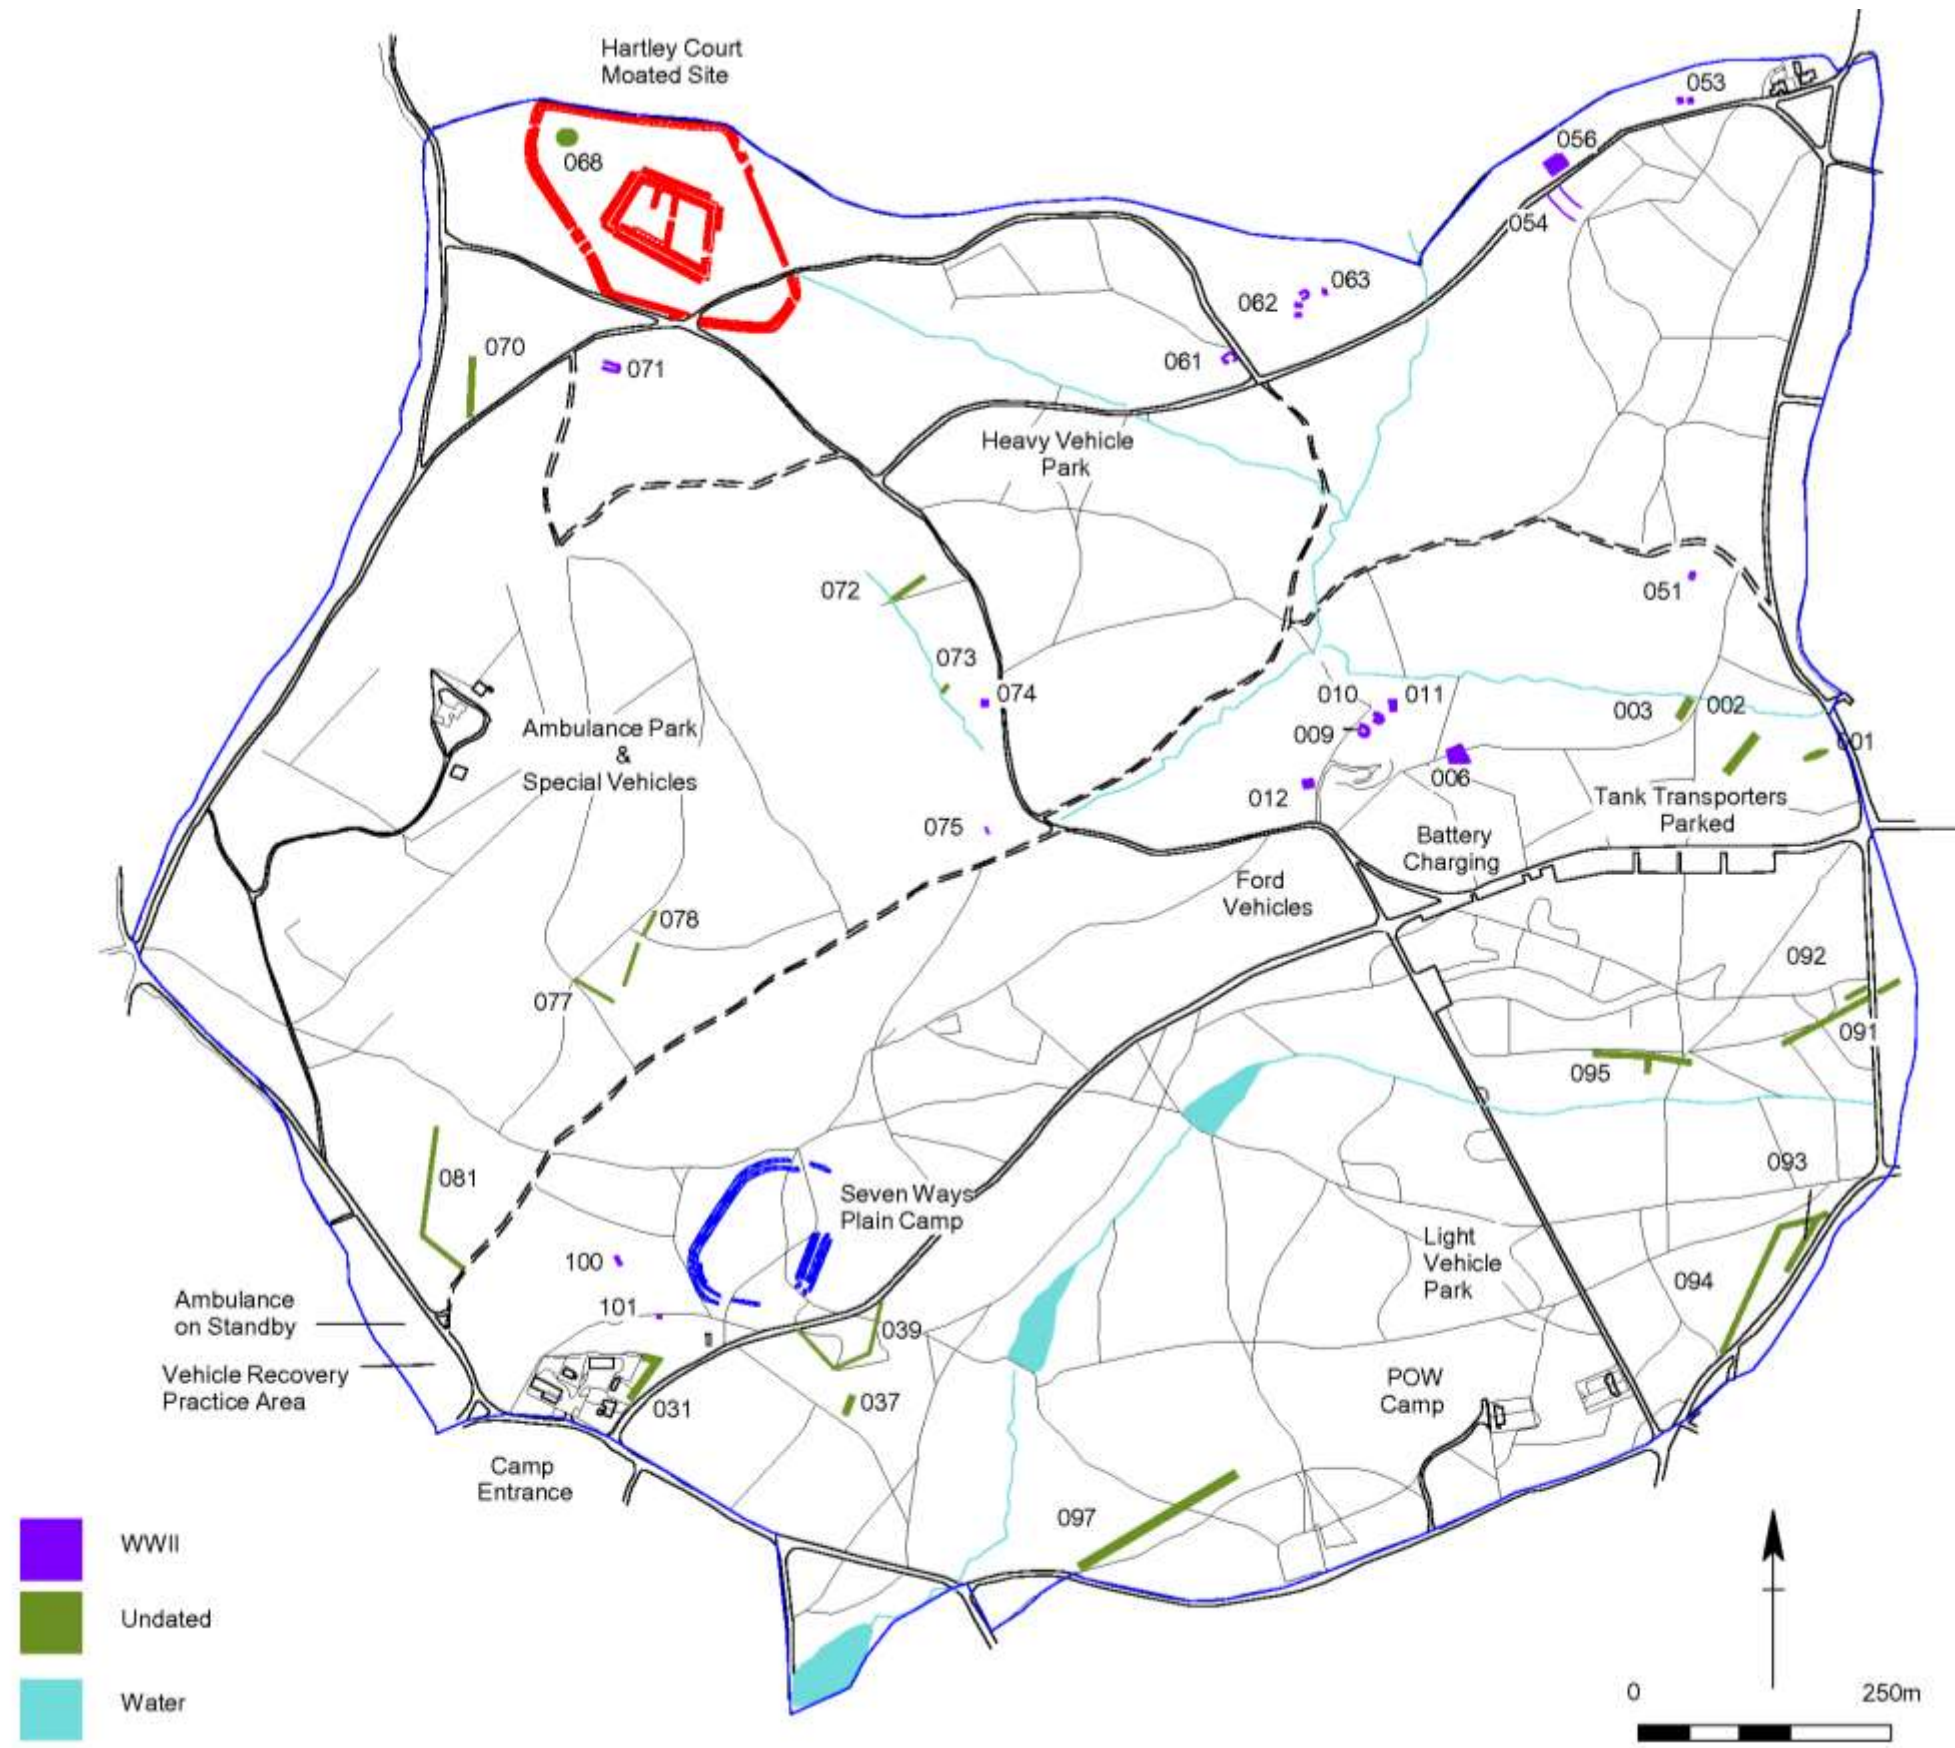 Hartley Court
Moated Site
053
056
068
054
063
062
070
071
061
Heavy Vehicle
Park
072
051
073
074
010
011
003
002
009
001
Ambulance Park
&
Special Vehicles
006
012
Tank Transporters
Parked
075
Battery
Charging
Ford
Vehicles
078
092
077
091
095
081
093
Seven Ways
Plain Camp
100
Light
Vehicle
Park
094
Ambulance
on Standby
101
039
Vehicle Recovery
Practice Area
POW
Camp
037
031
Camp
Entrance
097
WWII
Undated
Water
0
250m